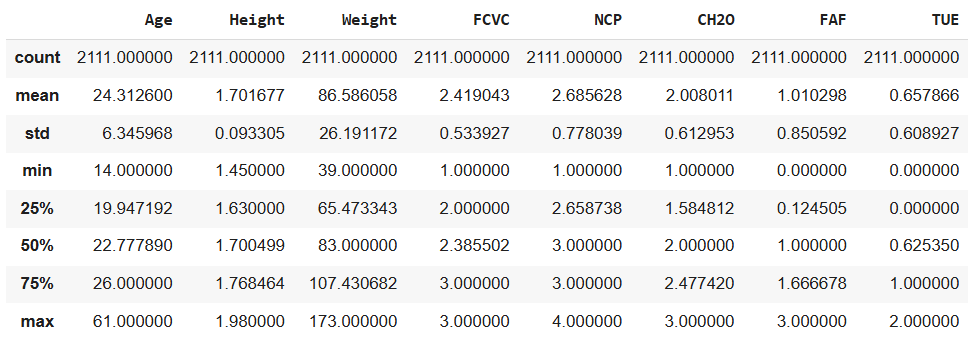 Age Height Weight FCVC NCP CH2O FAF TUE
count 2111.000000 2111.000000 2111.000000 2111.000000 2111.000000 2111.000000 2111.000000 2111.000000
mean 24.312600 1.701677 86.586058 2.419043 2.685628 2.008011 1.010298 0.657866
std 6.345968 0.093305 26.191172 0.533927 0.778039 0.612953 0.850592 0.608927
min 14.000000 1.450000 39.000000 1.000000 1.000000 1.000000 0.000000 0.000000
25% 19.947192 1.630000 65.473343 2.000000 2.658738 1.584812 0.124505 0.000000
50% 22.777890 1.700499 83.000000 2.385502 3.000000 2.000000 1.000000 0.625350
75% 26.000000 1.768464 107.430682 3.000000 3.000000 2.477420 1.666678 1.000000
max 61.000000 1.980000 173.000000 3.000000 4.000000 3.000000 3.000000 2.000000